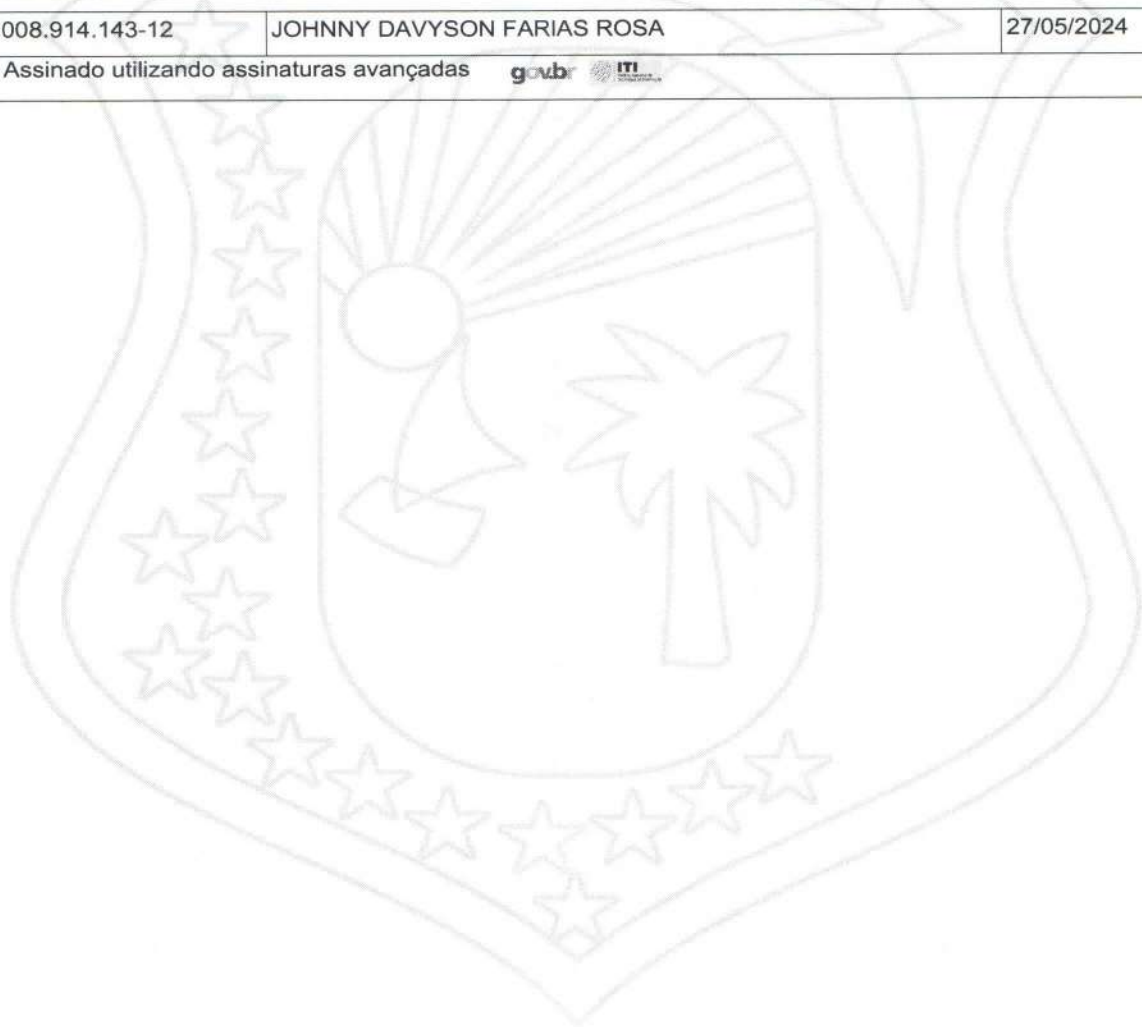 008.914.143-12 JOHNNY DAVYSON FARIAS ROSA 27/05/2024
Assinado utilizando assinaturas avançadas gov.br ITI